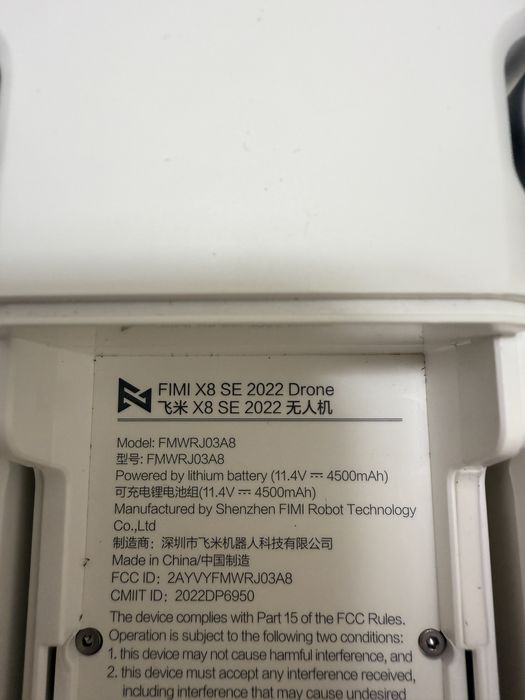 FIMI X8 SE 2022 Drone
飞米 X8 SE 2022 无人机
Model: FMWRJ03A8
型号: FMWRJ03A8
Powered by lithium battery (11.4V ⎓ 4500mAh)
可充电锂电池组(11.4V ⎓ 4500mAh)
Manufactured by Shenzhen FIMI Robot Technology
Co.,Ltd
制造商：深圳市飞米机器人科技有限公司
Made in China/中国制造
FCC ID：2AYVYFMWRJ03A8
CMIIT ID：2022DP6950
The device complies with Part 15 of the FCC Rules.
Operation is subject to the following two conditions:
1. this device may not cause harmful interference, and
2. this device must accept any interference received,
including interference that may cause undesired